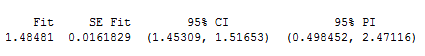 Fit SE Fit 95% CI 95% PI
1.48481 0.0161829 (1.45309, 1.51653) (0.498452, 2.47116)